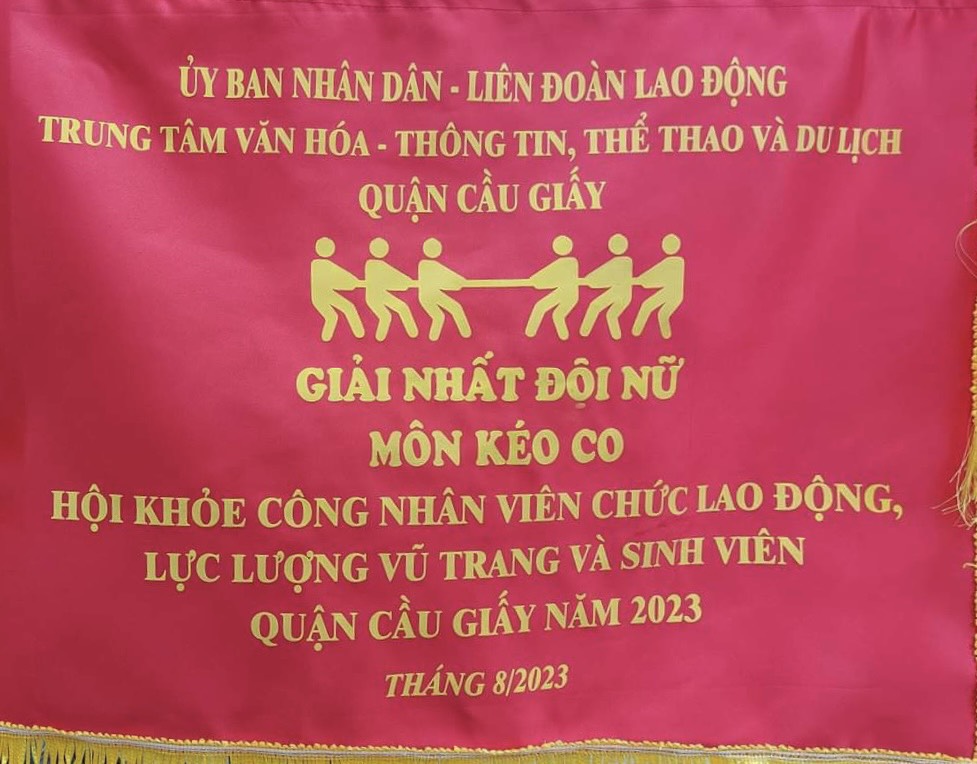 ỦY BAN NHÂN DÂN - LIÊN ĐOÀN LAO ĐỘNG
TRUNG TÂM VĂN HÓA - THÔNG TIN, THỂ THAO VÀ DU LỊCH
QUẬN CẦU GIẤY
GIẢI NHẤT ĐỘI NỮ
MÔN KÉO CO
HỘI KHỎE CÔNG NHÂN VIÊN CHỨC LAO ĐỘNG,
LỰC LƯỢNG VŨ TRANG VÀ SINH VIÊN
QUẬN CẦU GIẤY NĂM 2023
THÁNG 8/2023